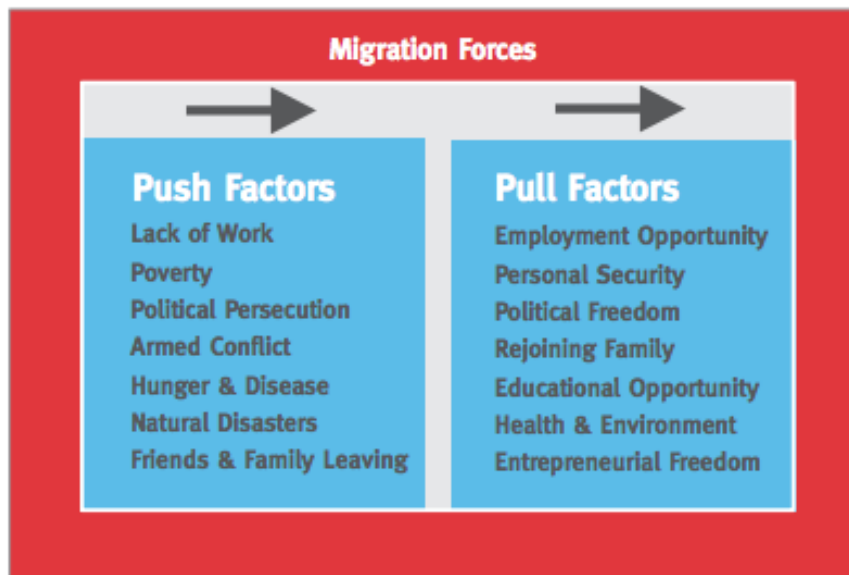 Migration Forces
Push Factors
Lack of Work
Poverty
Political Persecution
Armed Conflict
Hunger & Disease
Natural Disasters
Friends & Family Leaving
Pull Factors
Employment Opportunity
Personal Security
Political Freedom
Rejoining Family
Educational Opportunity
Health & Environment
Entrepreneurial Freedom